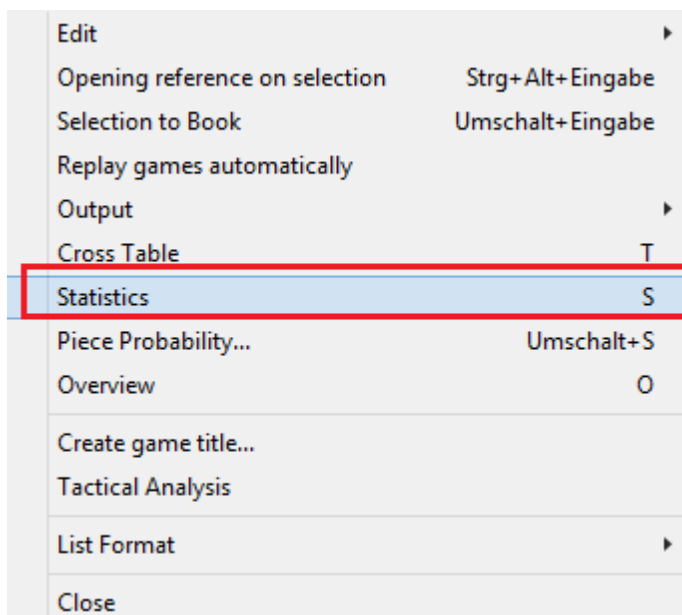 Edit
Opening reference on selection Strg+Alt+Eingabe
Selection to Book Umschalt+Eingabe
Replay games automatically
Output
Cross Table T
Statistics S
Piece Probability... Umschalt+S
Overview O
Create game title...
Tactical Analysis
List Format
Close